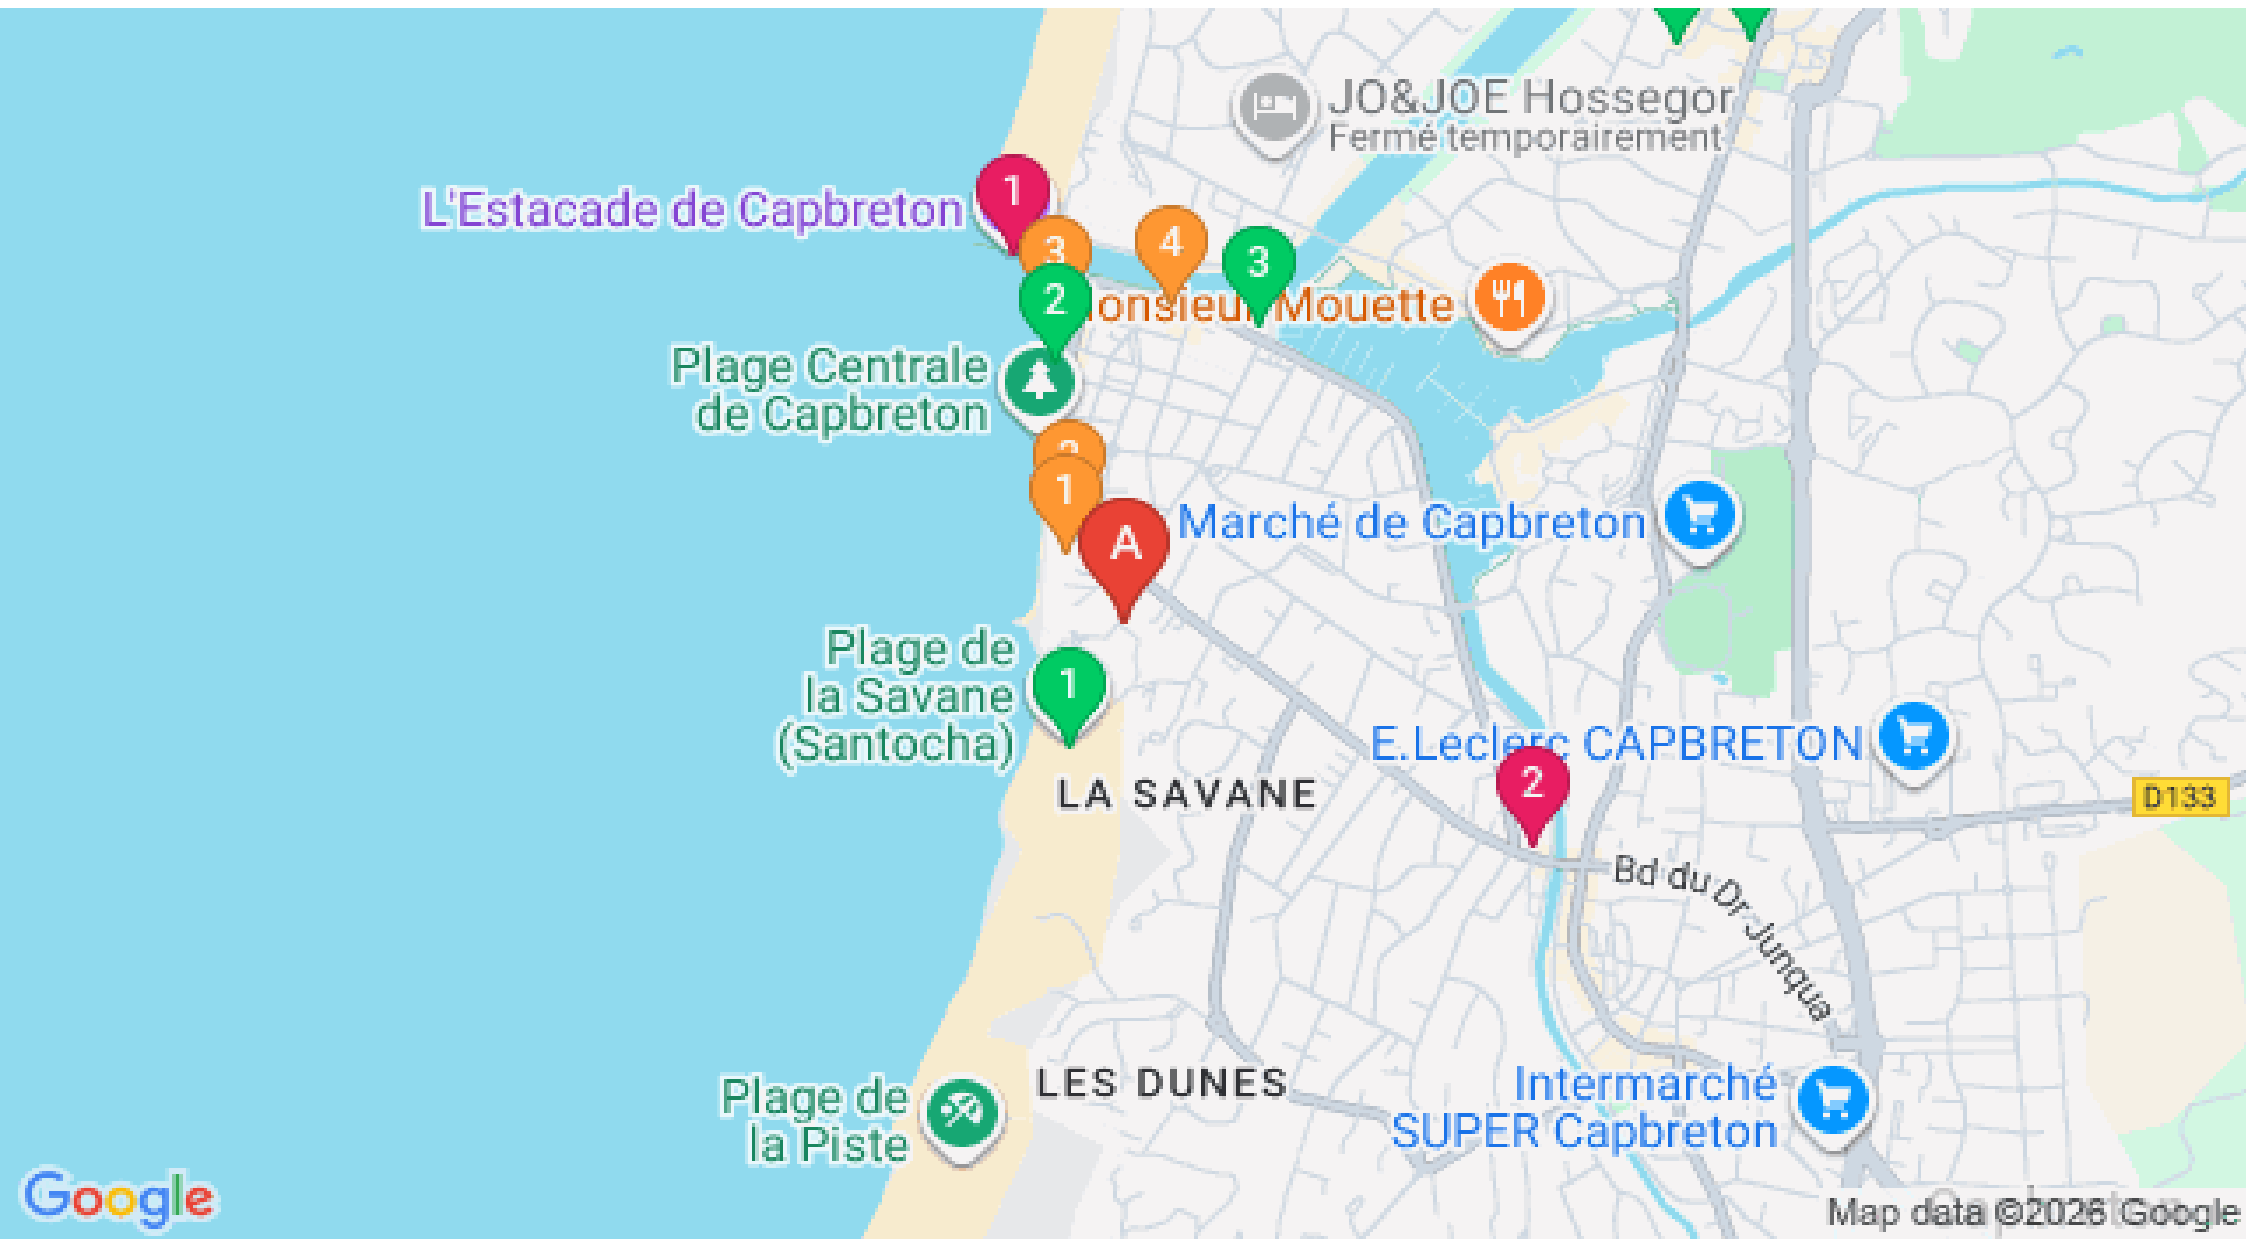 JO&JOE Hossegor
Fermé temporairement
1
L'Estacade de Capbreton
3
4
3
2
Mouette
Plage Centrale
de Capbreton
1
A
Marché de Capbreton
Plage de
la Savane
(Santocha)
1
E.Leclerc CAPBRETON
2
LA SAVANE
D133
Bd du Dr Junqua
LES DUNES
Plage de
la Piste
Intermarché
SUPER Capbreton
Google
Map data ©2026 Google